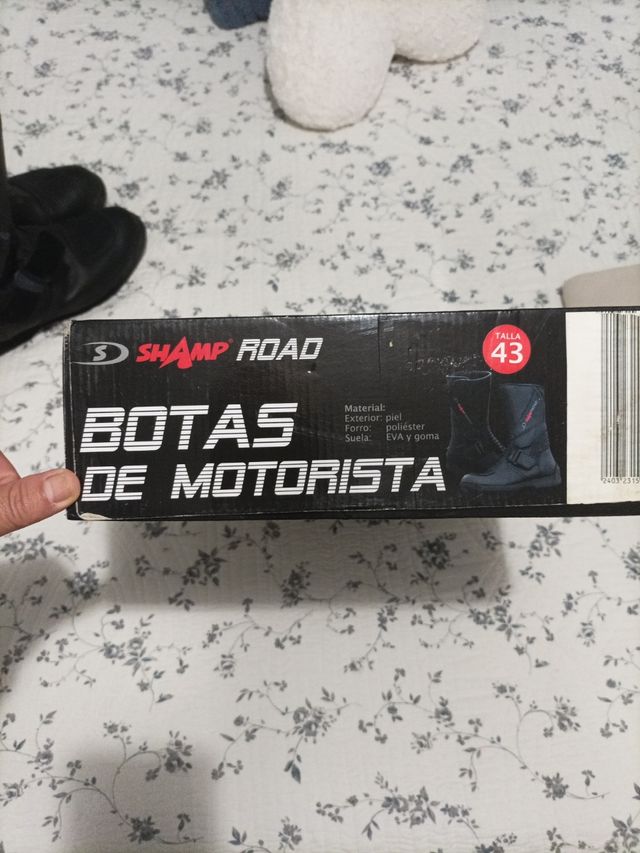 SHAMP® ROAD
TALLA
43
BOTAS
DE MOTORISTA
Material:
Exterior: piel
Forro: poliéster
Suela: EVA y goma